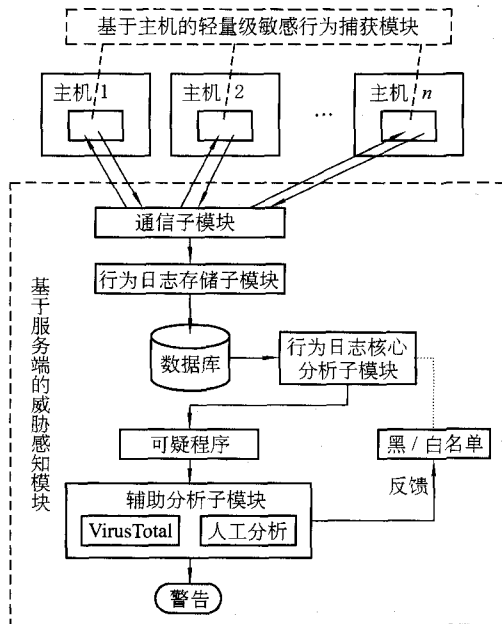 基于主机的轻量级敏感行为捕获模块
主机 1
主机 2
...
主机 n
通信子模块
行为日志存储子模块
基于服务端的威胁感知模块
数据库
行为日志核心
分析子模块
可疑程序
黑 / 白名单
反馈
辅助分析子模块
VirusTotal
人工分析
警告